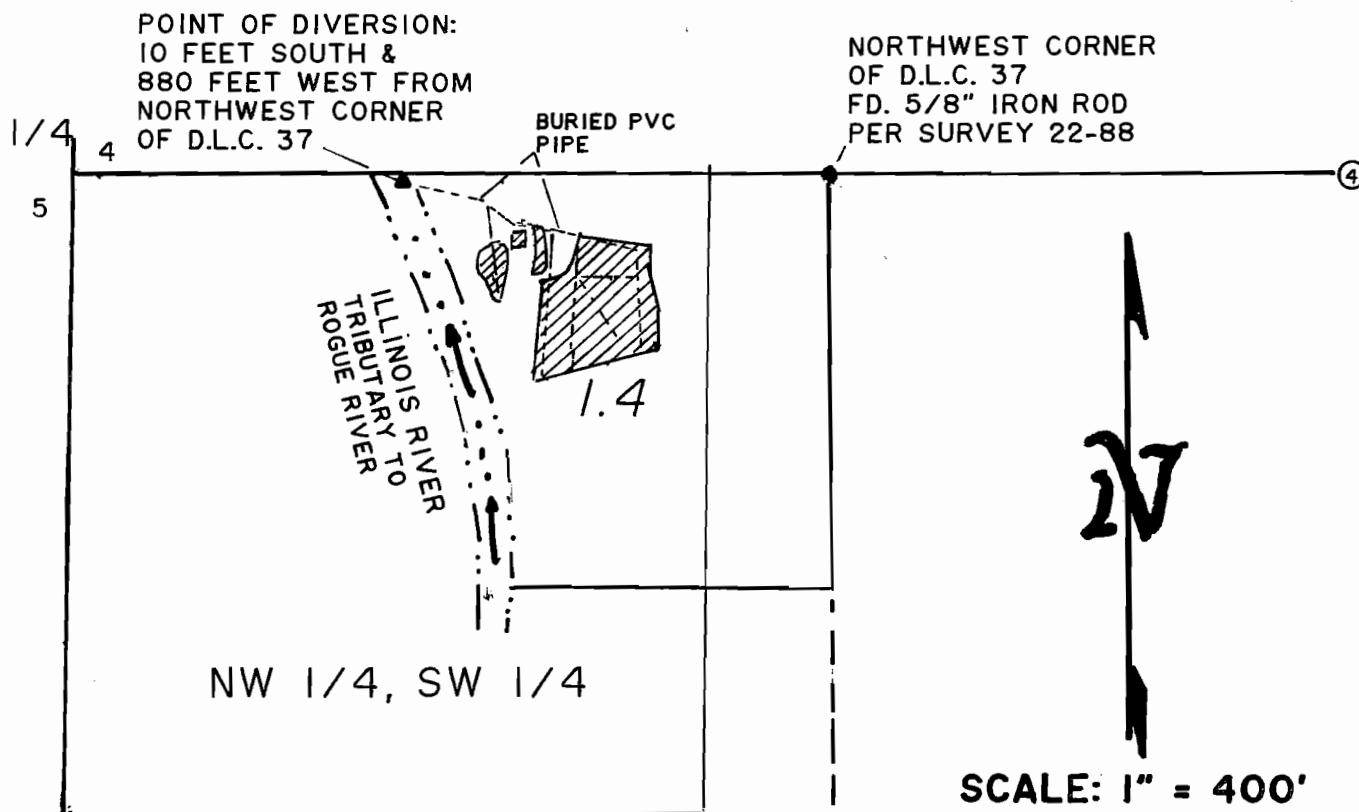 POINT OF DIVERSION:
10 FEET SOUTH &
880 FEET WEST FROM
NORTHWEST CORNER
OF D.L.C. 37
NORTHWEST CORNER
OF D.L.C. 37
FD. 5/8" IRON ROD
PER SURVEY 22-88
BURIED PVC
PIPE
1/4
4
5
4
ILLINOIS RIVER
TRIBUTARY TO
ROGUE RIVER
1.4
N
NW 1/4, SW 1/4
SCALE: 1" = 400'